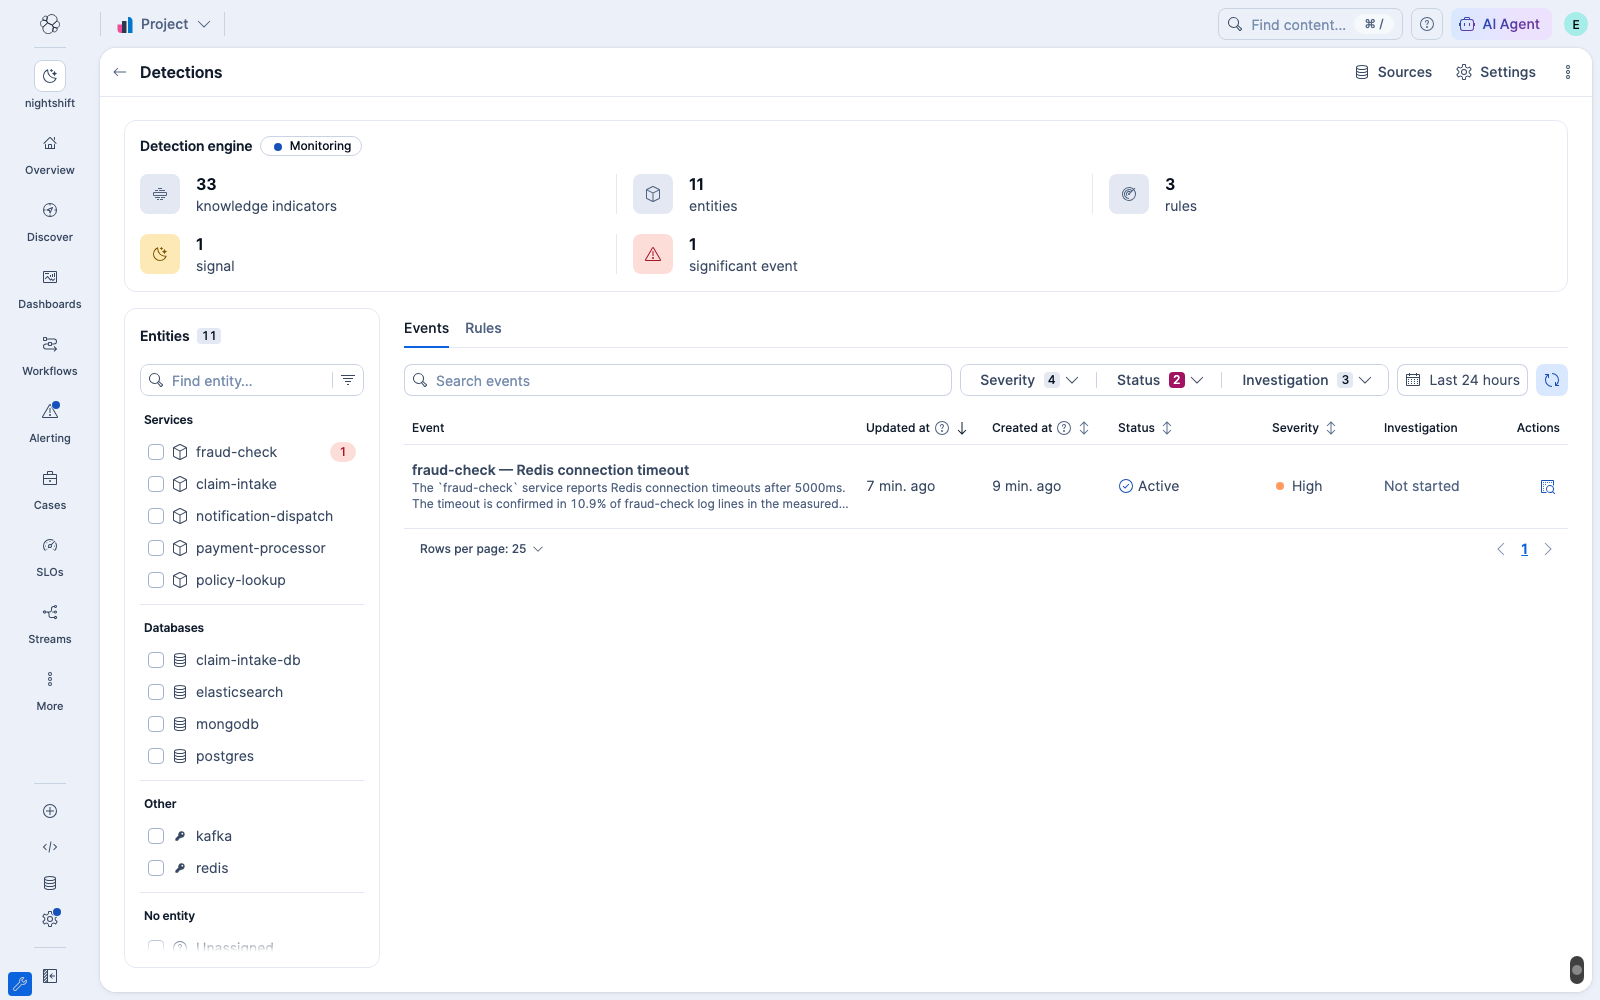 Project
Find content... ⌘ /
AI Agent
E
nightshift
Overview
Discover
Dashboards
Workflows
Alerting
Cases
SLOs
Streams
More
Detections
Sources
Settings
Detection engine
Monitoring
33
knowledge indicators
11
entities
3
rules
1
signal
1
significant event
Entities 11
Find entity...
Services
fraud-check 1
claim-intake
notification-dispatch
payment-processor
policy-lookup
Databases
claim-intake-db
elasticsearch
mongodb
postgres
Other
kafka
redis
No entity
Unassigned
Events Rules
Search events
Severity 4
Status 2
Investigation 3
Last 24 hours
Event Updated at Created at Status Severity Investigation Actions
fraud-check — Redis connection timeout
The `fraud-check` service reports Redis connection timeouts after 5000ms.
The timeout is confirmed in 10.9% of fraud-check log lines in the measured...
7 min. ago
9 min. ago
Active
High
Not started
Rows per page: 25
1